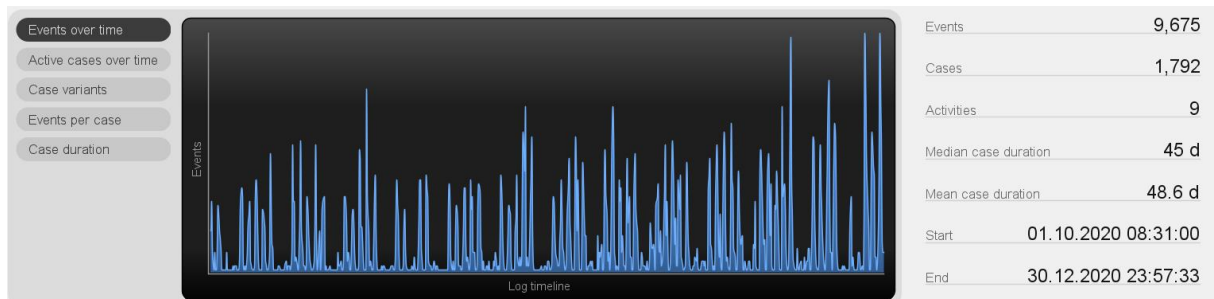 Events over time
Active cases over time
Case variants
Events per case
Case duration
Events
Log timeline
Events 9,675
Cases 1,792
Activities 9
Median case duration 45 d
Mean case duration 48.6 d
Start 01.10.2020 08:31:00
End 30.12.2020 23:57:33